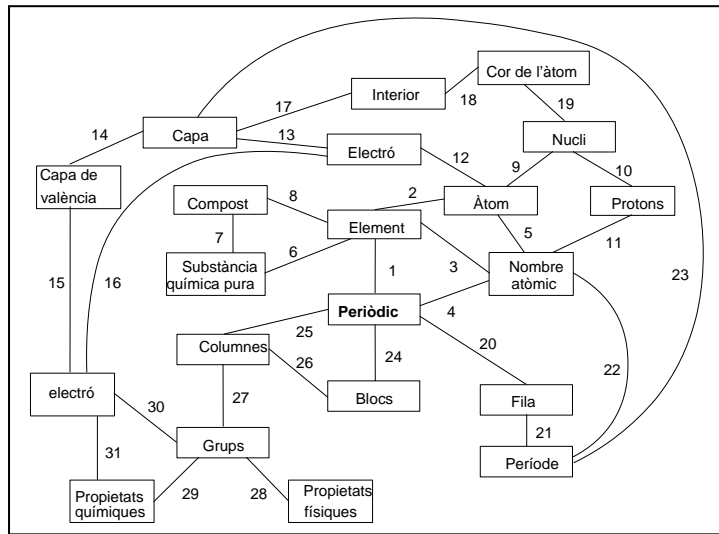 Cor de l'àtom
Interior
18
17
19
14
Capa
13
Nucli
Electró
12
9
10
Capa de
valència
8
2
Compost
Àtom
Protons
Element
7
6
5
11
Substància
química pura
1
3
Nombre
atòmic
15
16
23
Periòdic
4
25
20
Columnes
24
26
22
electró
Blocs
Fila
30
27
21
Grups
31
Període
29
28
Propietats
químiques
Propietats
físiques